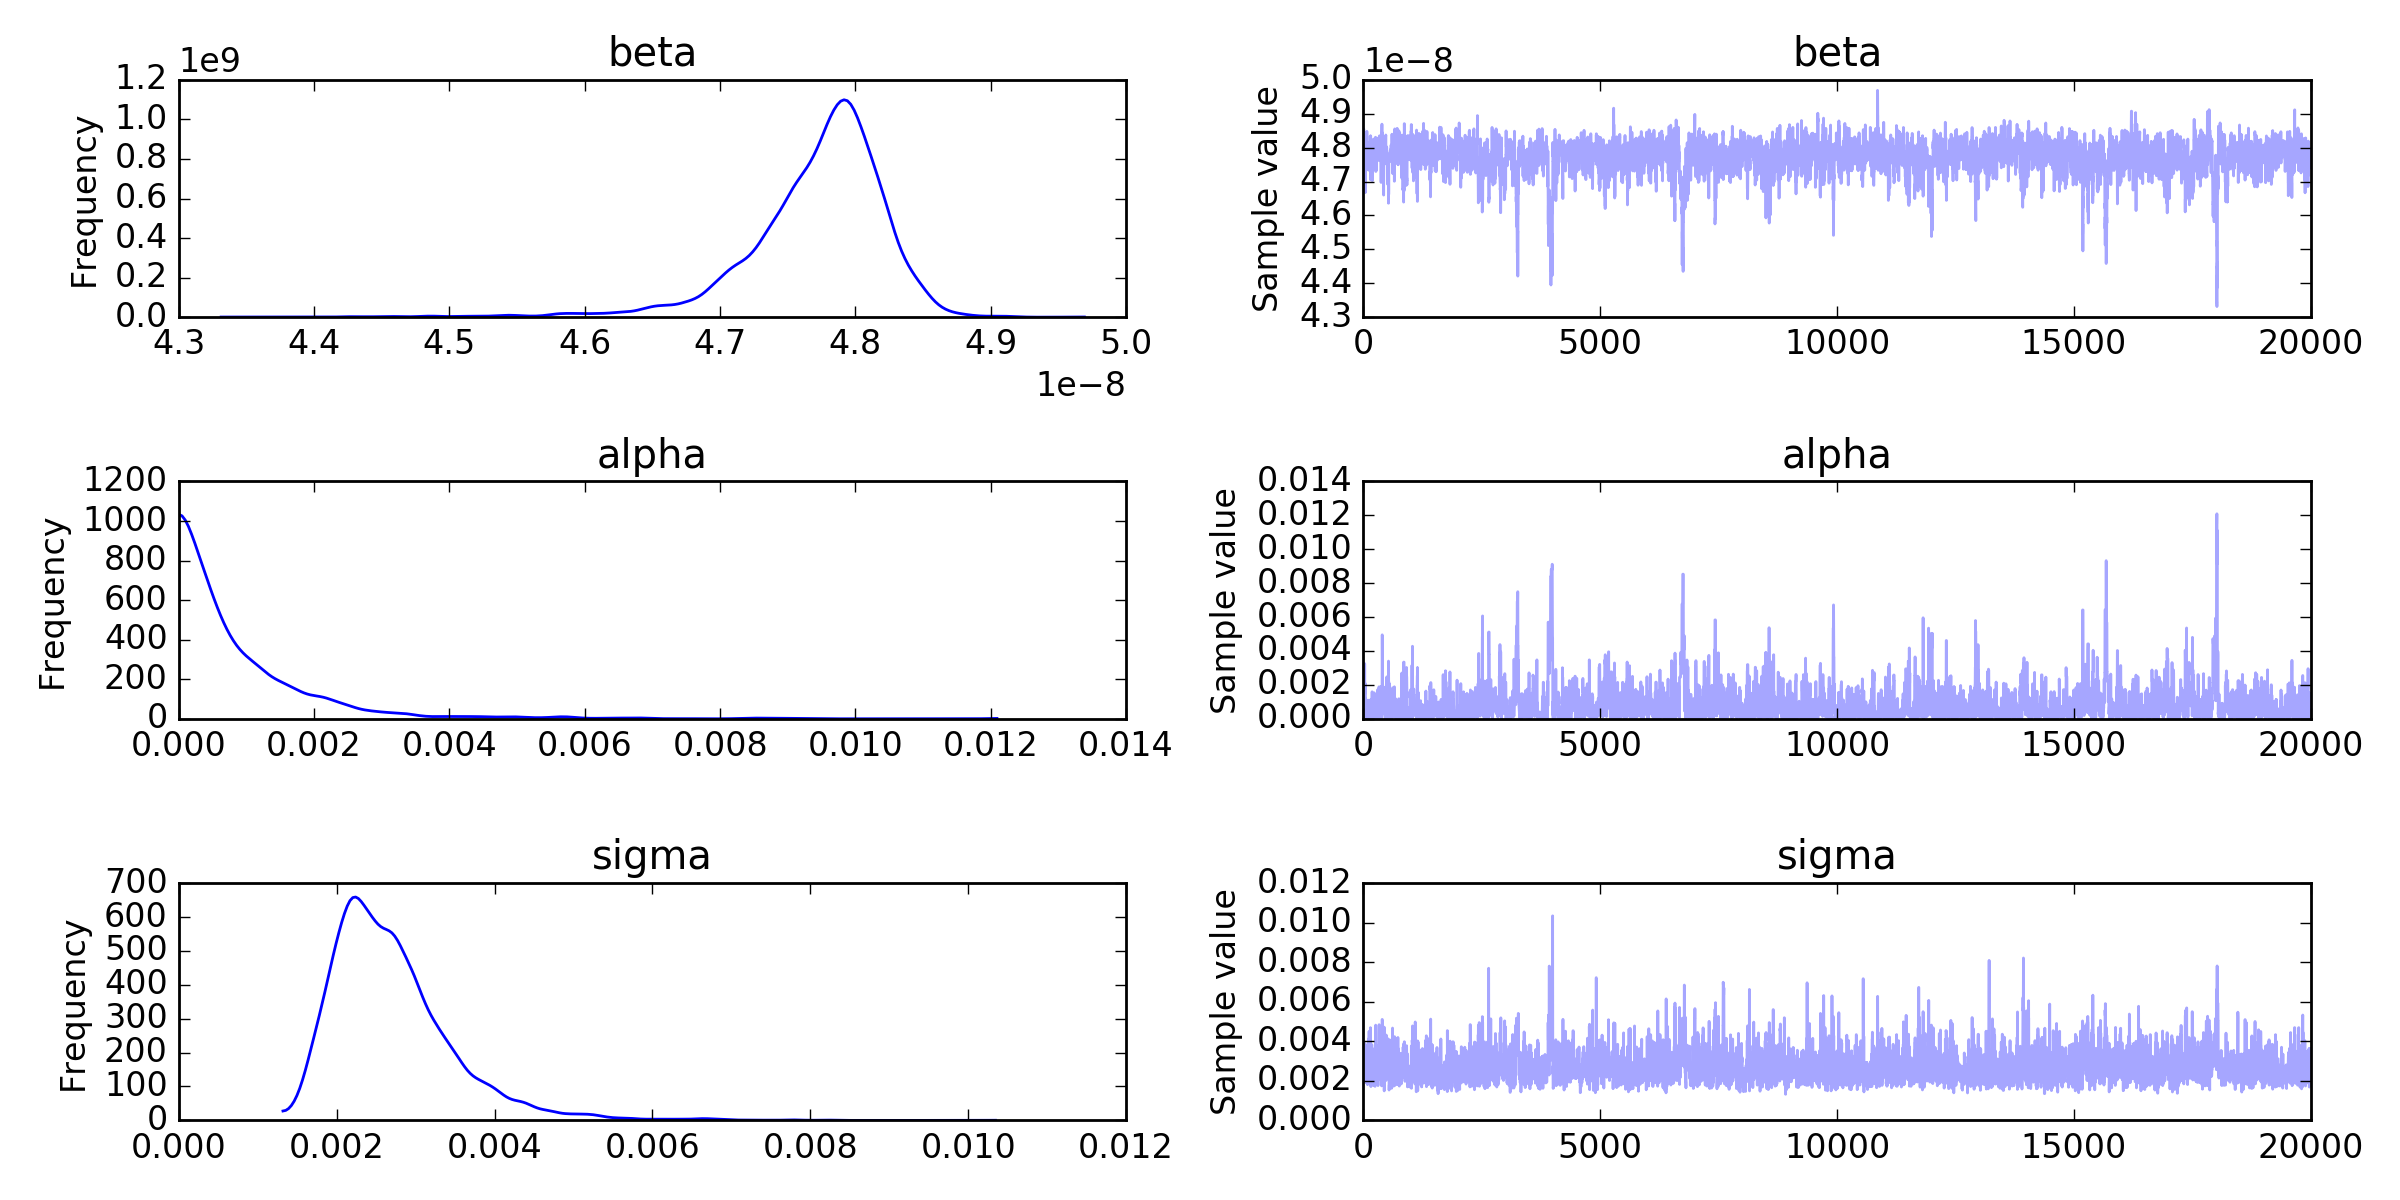 beta
1e9
Frequency
1.2
1.0
0.8
0.6
0.4
0.2
0.0
4.3 4.4 4.5 4.6 4.7 4.8 4.9 5.0
1e−8
beta
1e−8
Sample value
5.0
4.9
4.8
4.7
4.6
4.5
4.4
4.3
0 5000 10000 15000 20000
alpha
Frequency
1200
1000
800
600
400
200
0
0.000 0.002 0.004 0.006 0.008 0.010 0.012 0.014
alpha
Sample value
0.014
0.012
0.010
0.008
0.006
0.004
0.002
0.000
0 5000 10000 15000 20000
sigma
Frequency
700
600
500
400
300
200
100
0
0.000 0.002 0.004 0.006 0.008 0.010 0.012
sigma
Sample value
0.012
0.010
0.008
0.006
0.004
0.002
0.000
0 5000 10000 15000 20000